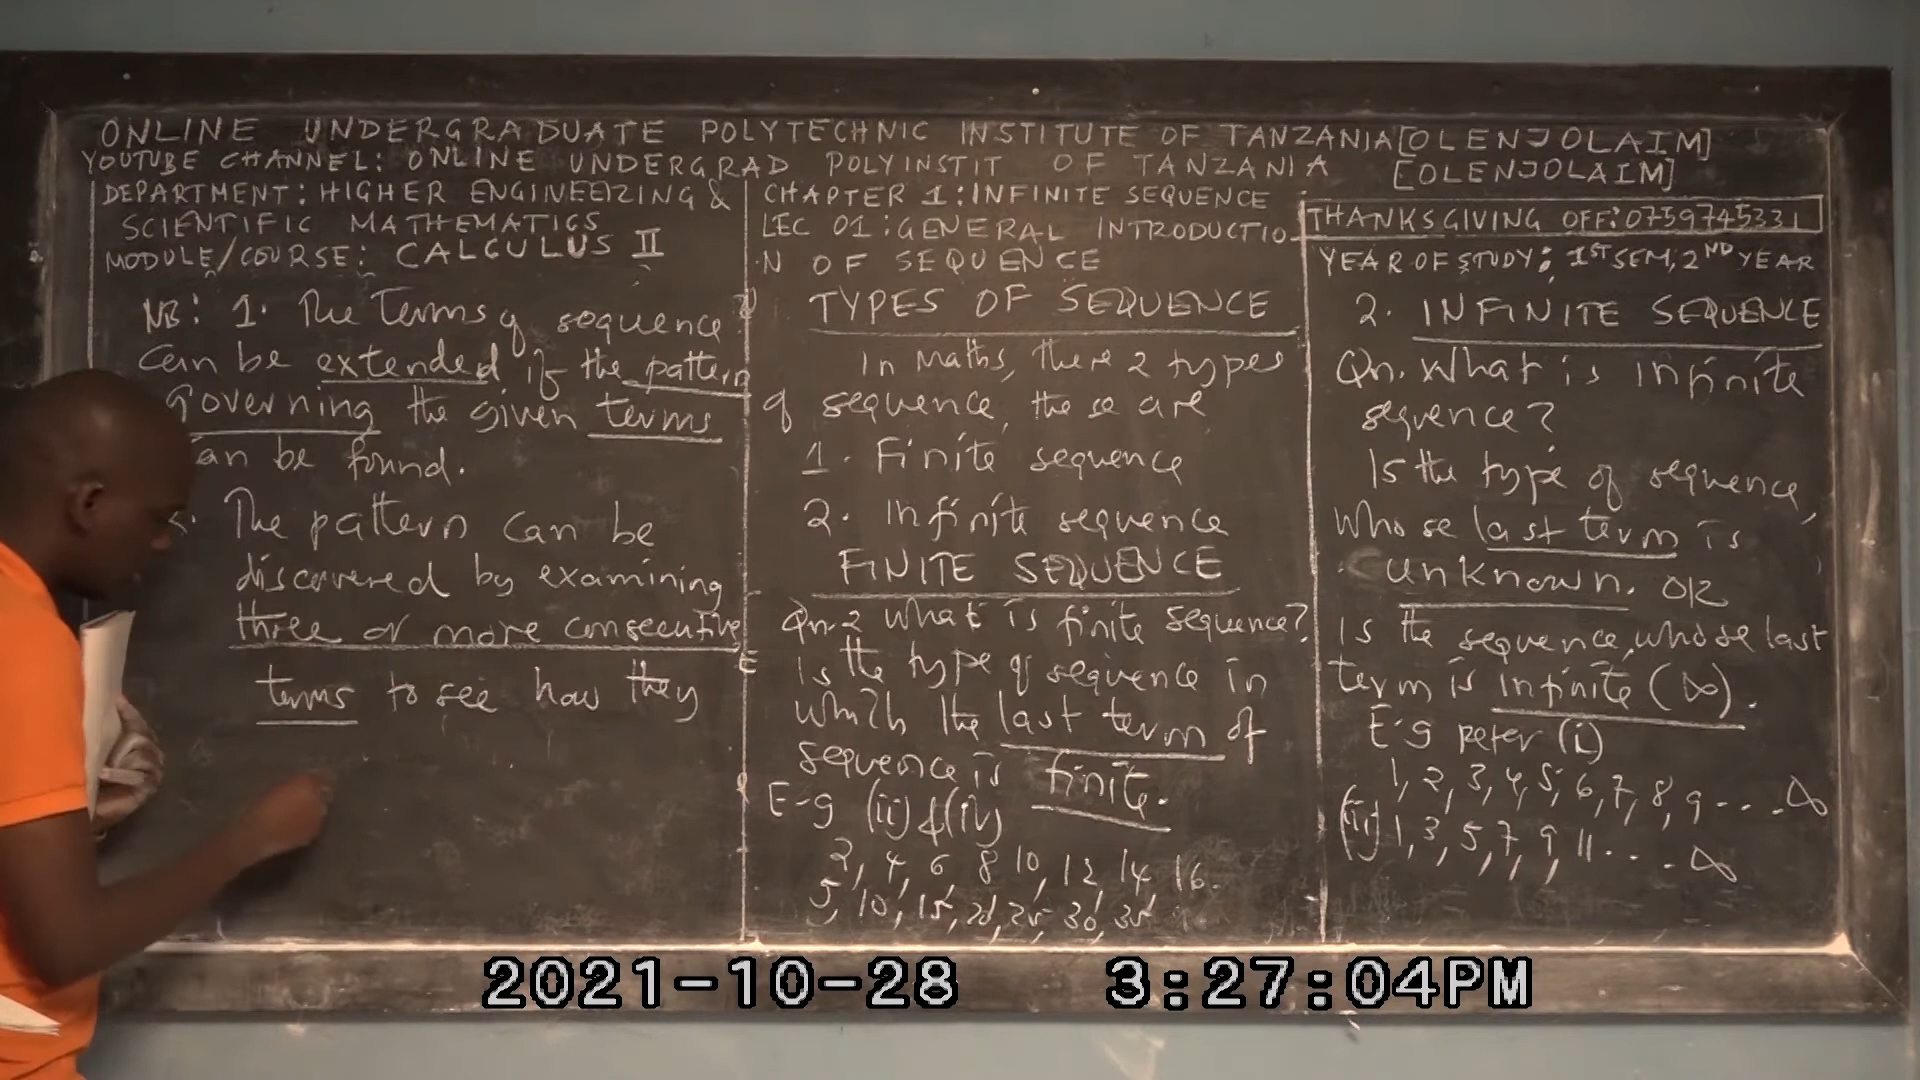 ONLINE UNDERGRADUATE POLYTECHNIC INSTITUTE OF TANZANIA [OLENJOLAIM]
YOUTUBE CHANNEL: ONLINE UNDERGRAD POLYINSTIT OF TANZANIA [OLENJOLAIM]
DEPARTMENT: HIGHER ENGINEERING &
SCIENTIFIC MATHEMATICS
MODULE/COURSE: CALCULUS II
NB: 1. The Terms of sequence
can be extended if the pattern
Governing the given terms
an be found.
The pattern can be
discovered by examining
three or more consecutive
terms to see how they
CHAPTER 1: INFINITE SEQUENCE
LEC 01: GENERAL INTRODUCTIO
N OF SEQUENCE
TYPES OF SEQUENCE
In Maths, there 2 types
of sequence, these are
1. Finite sequence
2. Infinite sequence
FINITE SEQUENCE
Qn.2 What is finite sequence?
Is the type of sequence in
which the last term of
sequence is finite.
E-g (ii) & (iv)
2, 4, 6, 8 10, 12, 14, 16.
5, 10, 15, 20, 25, 30, 35
THANKSGIVING OFF: 0759745331
YEAR OF STUDY: 1ST SEM, 2ND YEAR
2. INFINITE SEQUENCE
Qn. What is infinite
sequence?
Is the type of sequence,
whose last term is
unknown. OR
Is the sequence, whose last
term is infinite (∞).
E.g refer (i)
1, 2, 3, 4, 5, 6, 7, 8, 9 - - . . ∞
(iii) 1, 3, 5, 7, 9, 11 . . . . ∞
2021-10-28 3:27:04PM